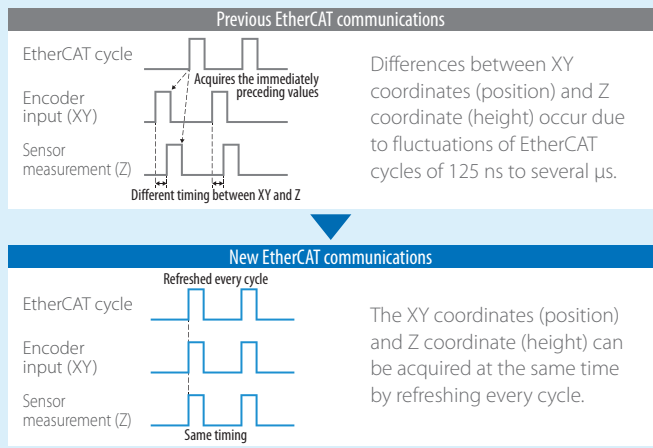 Previous EtherCAT communications
EtherCAT cycle
Acquires the immediately
preceding values
Encoder
input (XY)
Sensor
measurement (Z)
Different timing between XY and Z
Differences between XY
coordinates (position) and Z
coordinate (height) occur due
to fluctuations of EtherCAT
cycles of 125 ns to several μs.
New EtherCAT communications
Refreshed every cycle
EtherCAT cycle
Encoder
input (XY)
Sensor
measurement (Z)
Same timing
The XY coordinates (position)
and Z coordinate (height) can
be acquired at the same time
by refreshing every cycle.